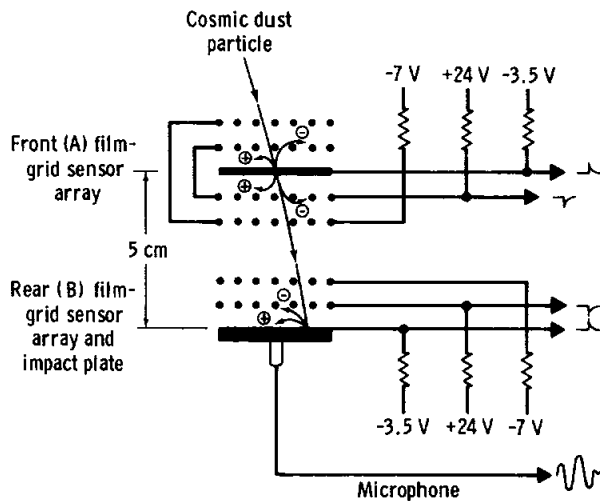 Cosmic dust
particle
-7 V +24 V -3.5 V
Front (A) film-
grid sensor
array
5 cm
Rear (B) film-
grid sensor
array and
impact plate
-3.5 V +24 V -7 V
Microphone